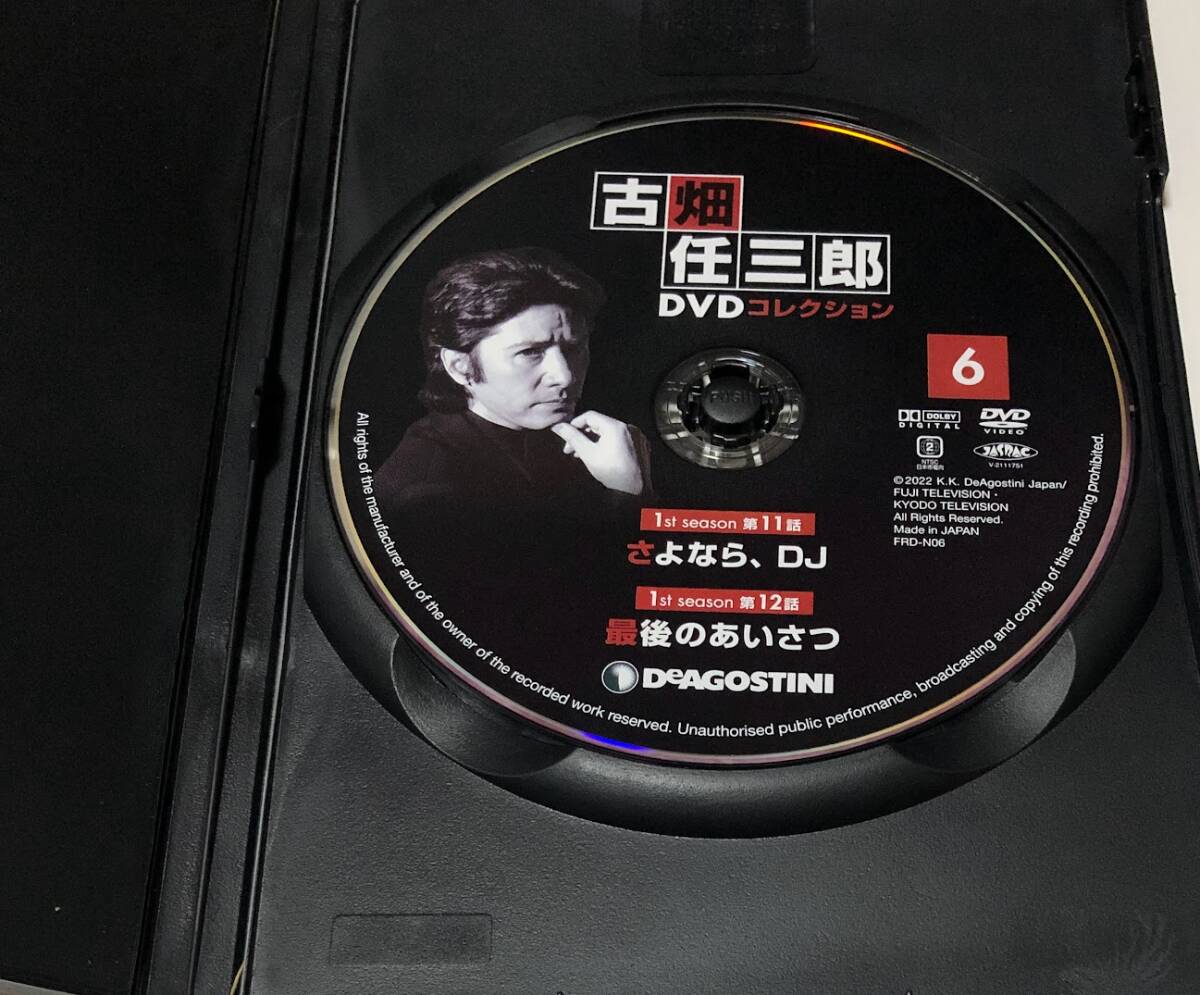 古畑
任三郎
DVDコレクション
6
DOLBY
DIGITAL
DVD
VIDEO
2
NTSC
日本市場向
JASRAC
V-2111751
©2022 K.K. DeAgostini Japan/
FUJI TELEVISION・
KYODO TELEVISION
All Rights Reserved.
Made in JAPAN
FRD-N06
PUSH
1st season 第11話
さよなら、DJ
1st season 第12話
最後のあいさつ
DeAGOSTINI
All rights of the manufacturer and of the owner of the recorded work reserved. Unauthorised public performance, broadcasting and copying of this recording prohibited.